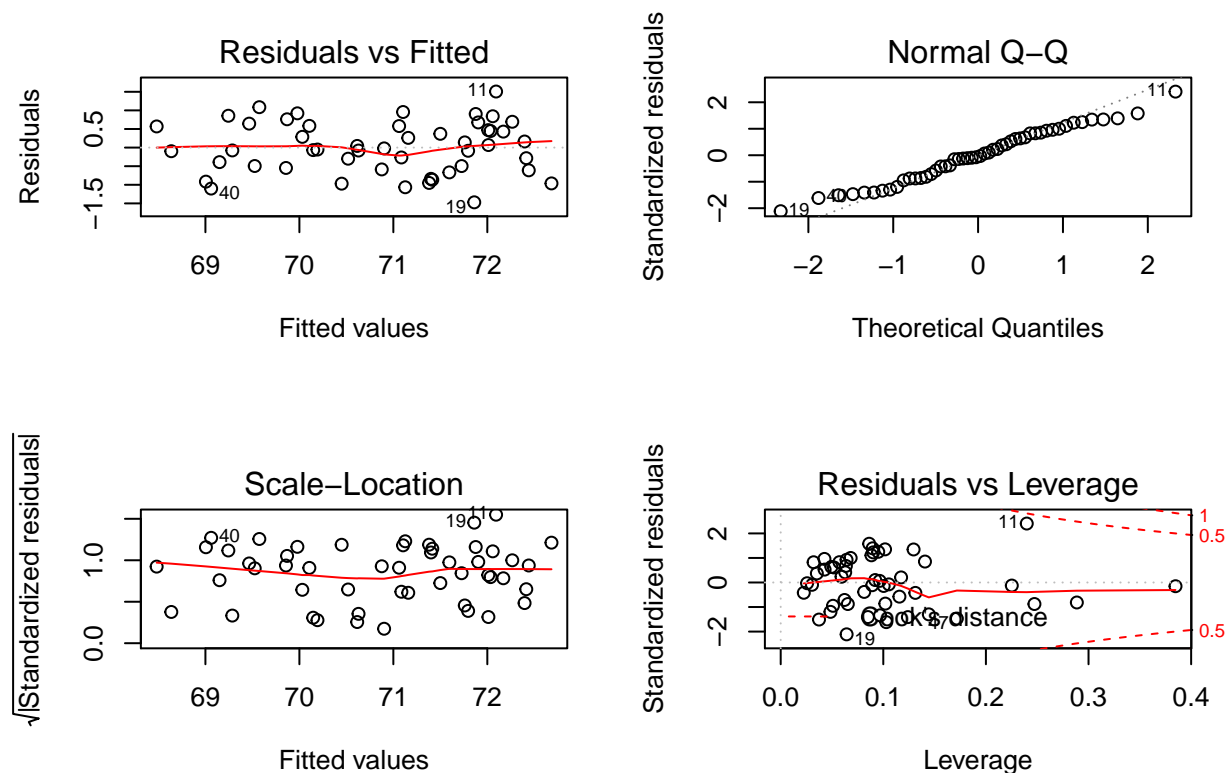 Residuals vs Fitted
Residuals
0.5
−1.5
11
40
19
69 70 71 72
Fitted values
Normal Q−Q
Standardized residuals
2
0
−2
11
19
40
−2 −1 0 1 2
Theoretical Quantiles
Scale−Location
√|Standardized residuals|
1.0
0.0
40
19
11
69 70 71 72
Fitted values
Residuals vs Leverage
Standardized residuals
2
0
−2
11
19
Cook's distance
1
0.5
0.5
0.0 0.1 0.2 0.3 0.4
Leverage